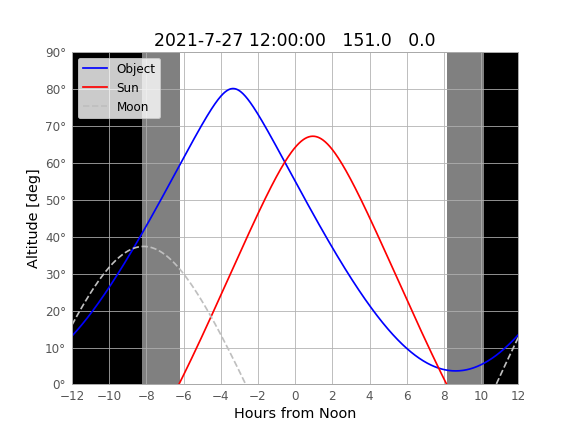 2021-7-27 12:00:00 151.0 0.0
90°
80°
70°
60°
50°
40°
30°
20°
10°
0°
Altitude [deg]
Object
Sun
Moon
−12 −10 −8 −6 −4 −2 0 2 4 6 8 10 12
Hours from Noon